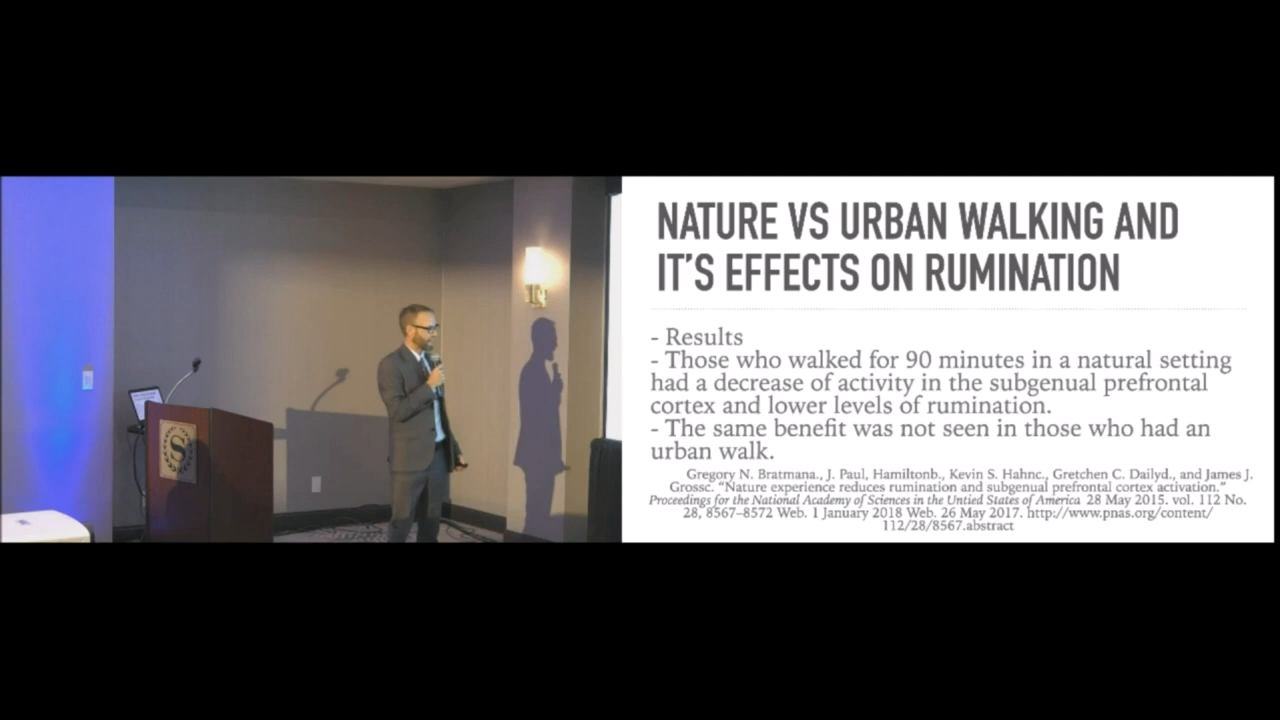 S
NATURE VS URBAN WALKING AND
IT'S EFFECTS ON RUMINATION
- Results
- Those who walked for 90 minutes in a natural setting
had a decrease of activity in the subgenual prefrontal
cortex and lower levels of rumination.
- The same benefit was not seen in those who had an
urban walk.
Gregory N. Bratmana., J. Paul, Hamiltonb., Kevin S. Hahnc., Gretchen C. Dailyd., and James J.
Grossc. “Nature experience reduces rumination and subgenual prefrontal cortex activation.”
Proceedings for the National Academy of Sciences in the Untied States of America 28 May 2015. vol. 112 No.
28, 8567–8572 Web. 1 January 2018 Web. 26 May 2017. http://www.pnas.org/content/
112/28/8567.abstract